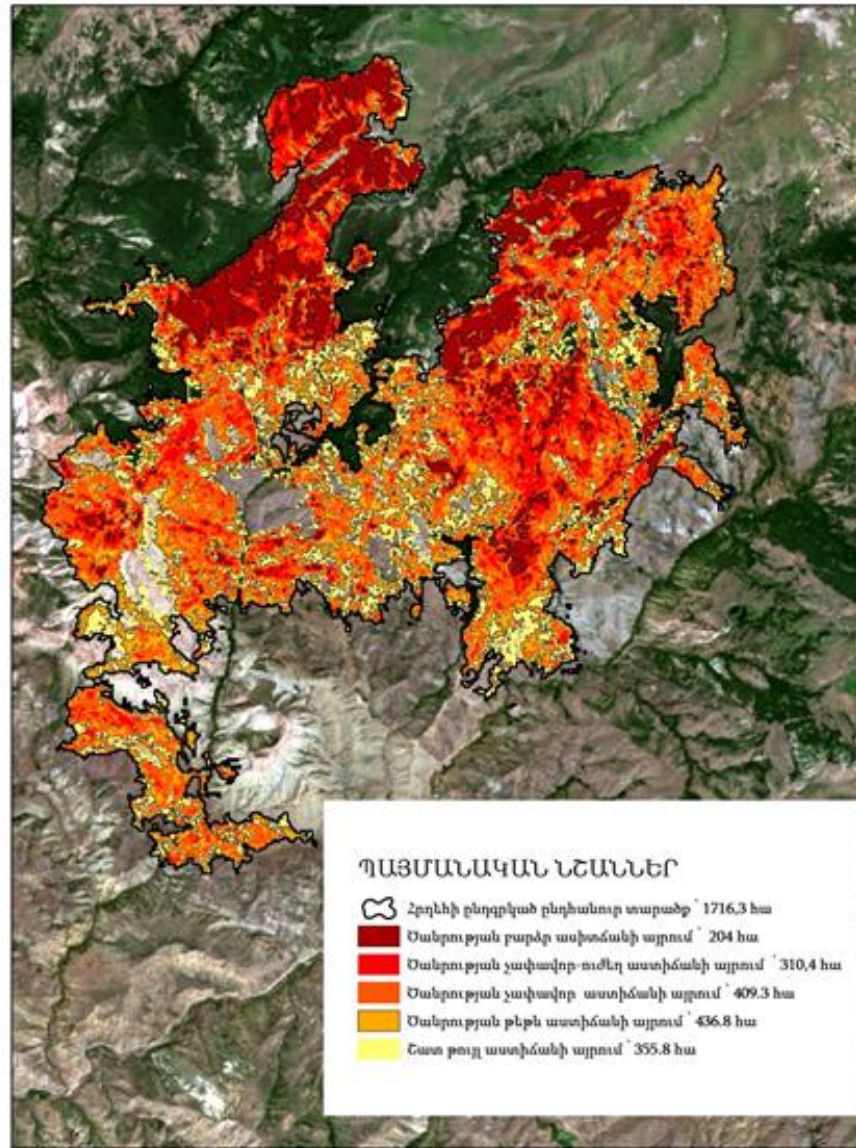 ՊԱՅՄԱՆԱԿԱՆ ՆՇԱՆՆԵՐ
Հրդեհի ընդգրկած ընդհանուր տարածք ՝ 1716,3 հա
Ծանրության բարձր ասիտճանի այրում ՝ 204 հա
Ծանրության չափավոր-ուժեղ աստիճանի այրում ՝ 310,4 հա
Ծանրության չափավոր աստիճանի այրում ՝ 409.3 հա
Ծանրության թեթև աստիճանի այրում ՝ 436.8 հա
Շատ թույլ աստիճանի այրում ՝ 355.8 հա